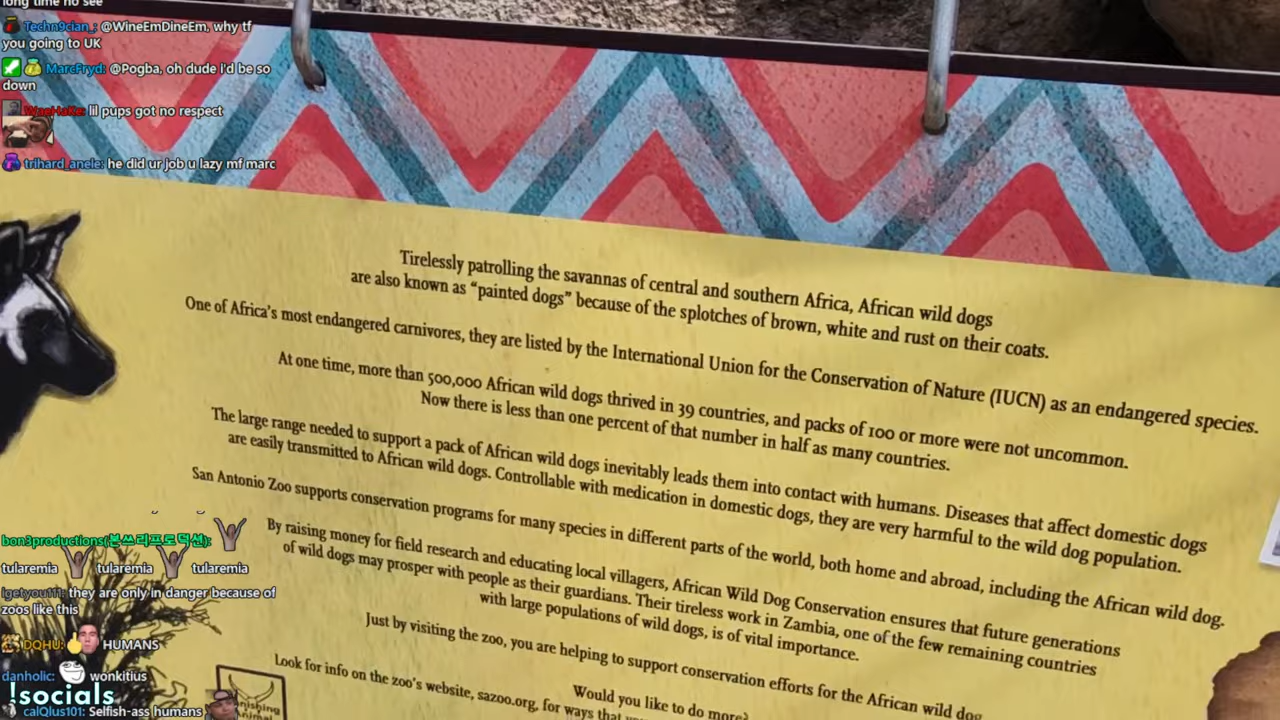 long time no see
Techn9cian_: @WineEmDineEm, why tf
you going to UK
MarcFryd: @Pogba, oh dude i'd be so
down
WaeHaKe: lil pups got no respect
trihard_anele: he did ur job u lazy mf marc
Tirelessly patrolling the savannas of central and southern Africa, African wild dogs
are also known as “painted dogs” because of the splotches of brown, white and rust on their coats.
One of Africa's most endangered carnivores, they are listed by the International Union for the Conservation of Nature (IUCN) as an endangered species.
At one time, more than 500,000 African wild dogs thrived in 39 countries, and packs of 100 or more were not uncommon.
Now there is less than one percent of that number in half as many countries.
The large range needed to support a pack of African wild dogs inevitably leads them into contact with humans. Diseases that affect domestic dogs
are easily transmitted to African wild dogs. Controllable with medication in domestic dogs, they are very harmful to the wild dog population.
San Antonio Zoo supports conservation programs for many species in different parts of the world, both home and abroad, including the African wild dog.
By raising money for field research and educating local villagers, African Wild Dog Conservation ensures that future generations
of wild dogs may prosper with people as their guardians. Their tireless work in Zambia, one of the few remaining countries
with large populations of wild dogs, is of vital importance.
Just by visiting the zoo, you are helping to support conservation efforts for the African wild dog
Would you like to do more?
Look for info on the zoo's website, sazoo.org, for ways that
bon3productions(본쓰리프로덕션):
tularemia tularemia tularemia
igetyou111: they are only in danger because of
zoos like this
DQHU: HUMANS
danholic: wonkitius
!socials
calQlus101: Selfish-ass humans